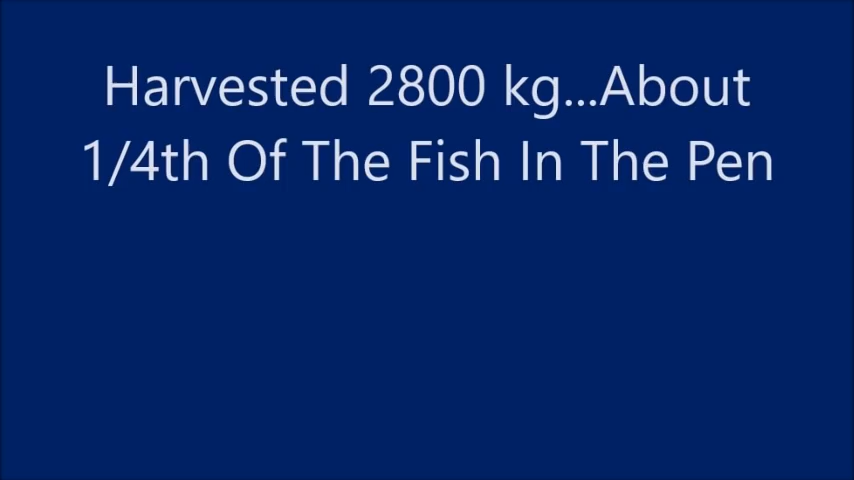 Harvested 2800 kg...About
1/4th Of The Fish In The Pen